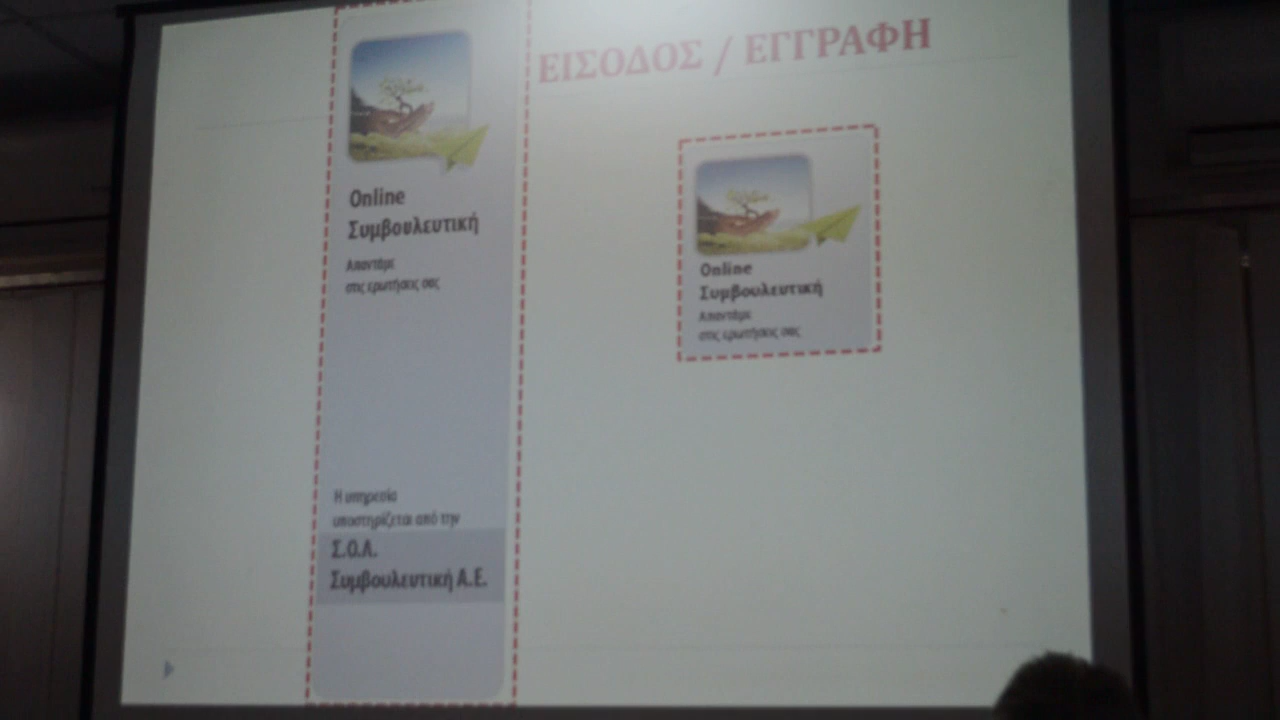 ΕΙΣΟΔΟΣ / ΕΓΓΡΑΦΗ
Online
Συμβουλευτική
Απαντάμε
στις ερωτήσεις σας
Η υπηρεσία
υποστηρίζεται από την
Σ.Ο.Λ.
Συμβουλευτική Α.Ε.
Online
Συμβουλευτική
Απαντάμε
στις ερωτήσεις σας